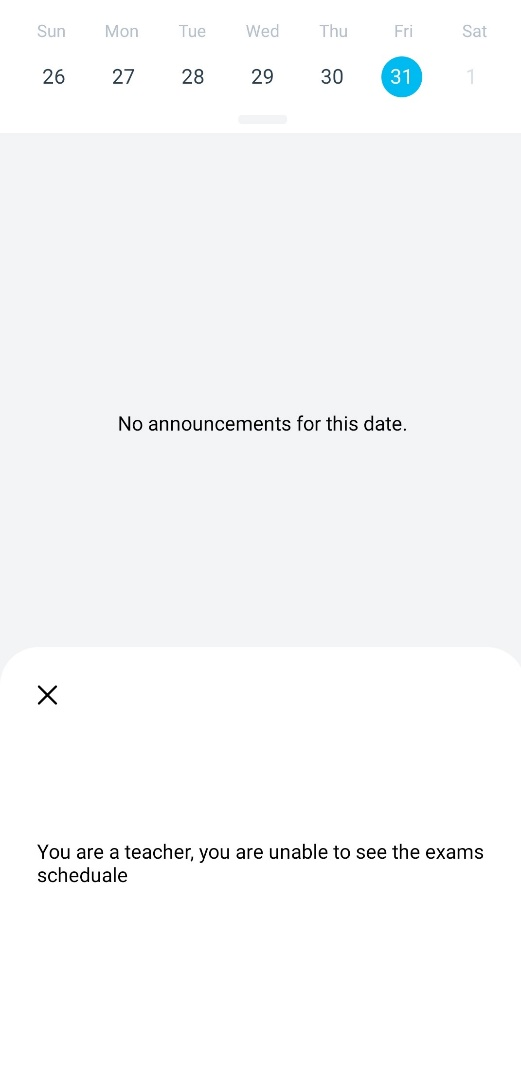 Sun Mon Tue Wed Thu Fri Sat
26 27 28 29 30 31 1
No announcements for this date.
You are a teacher, you are unable to see the exams
scheduale